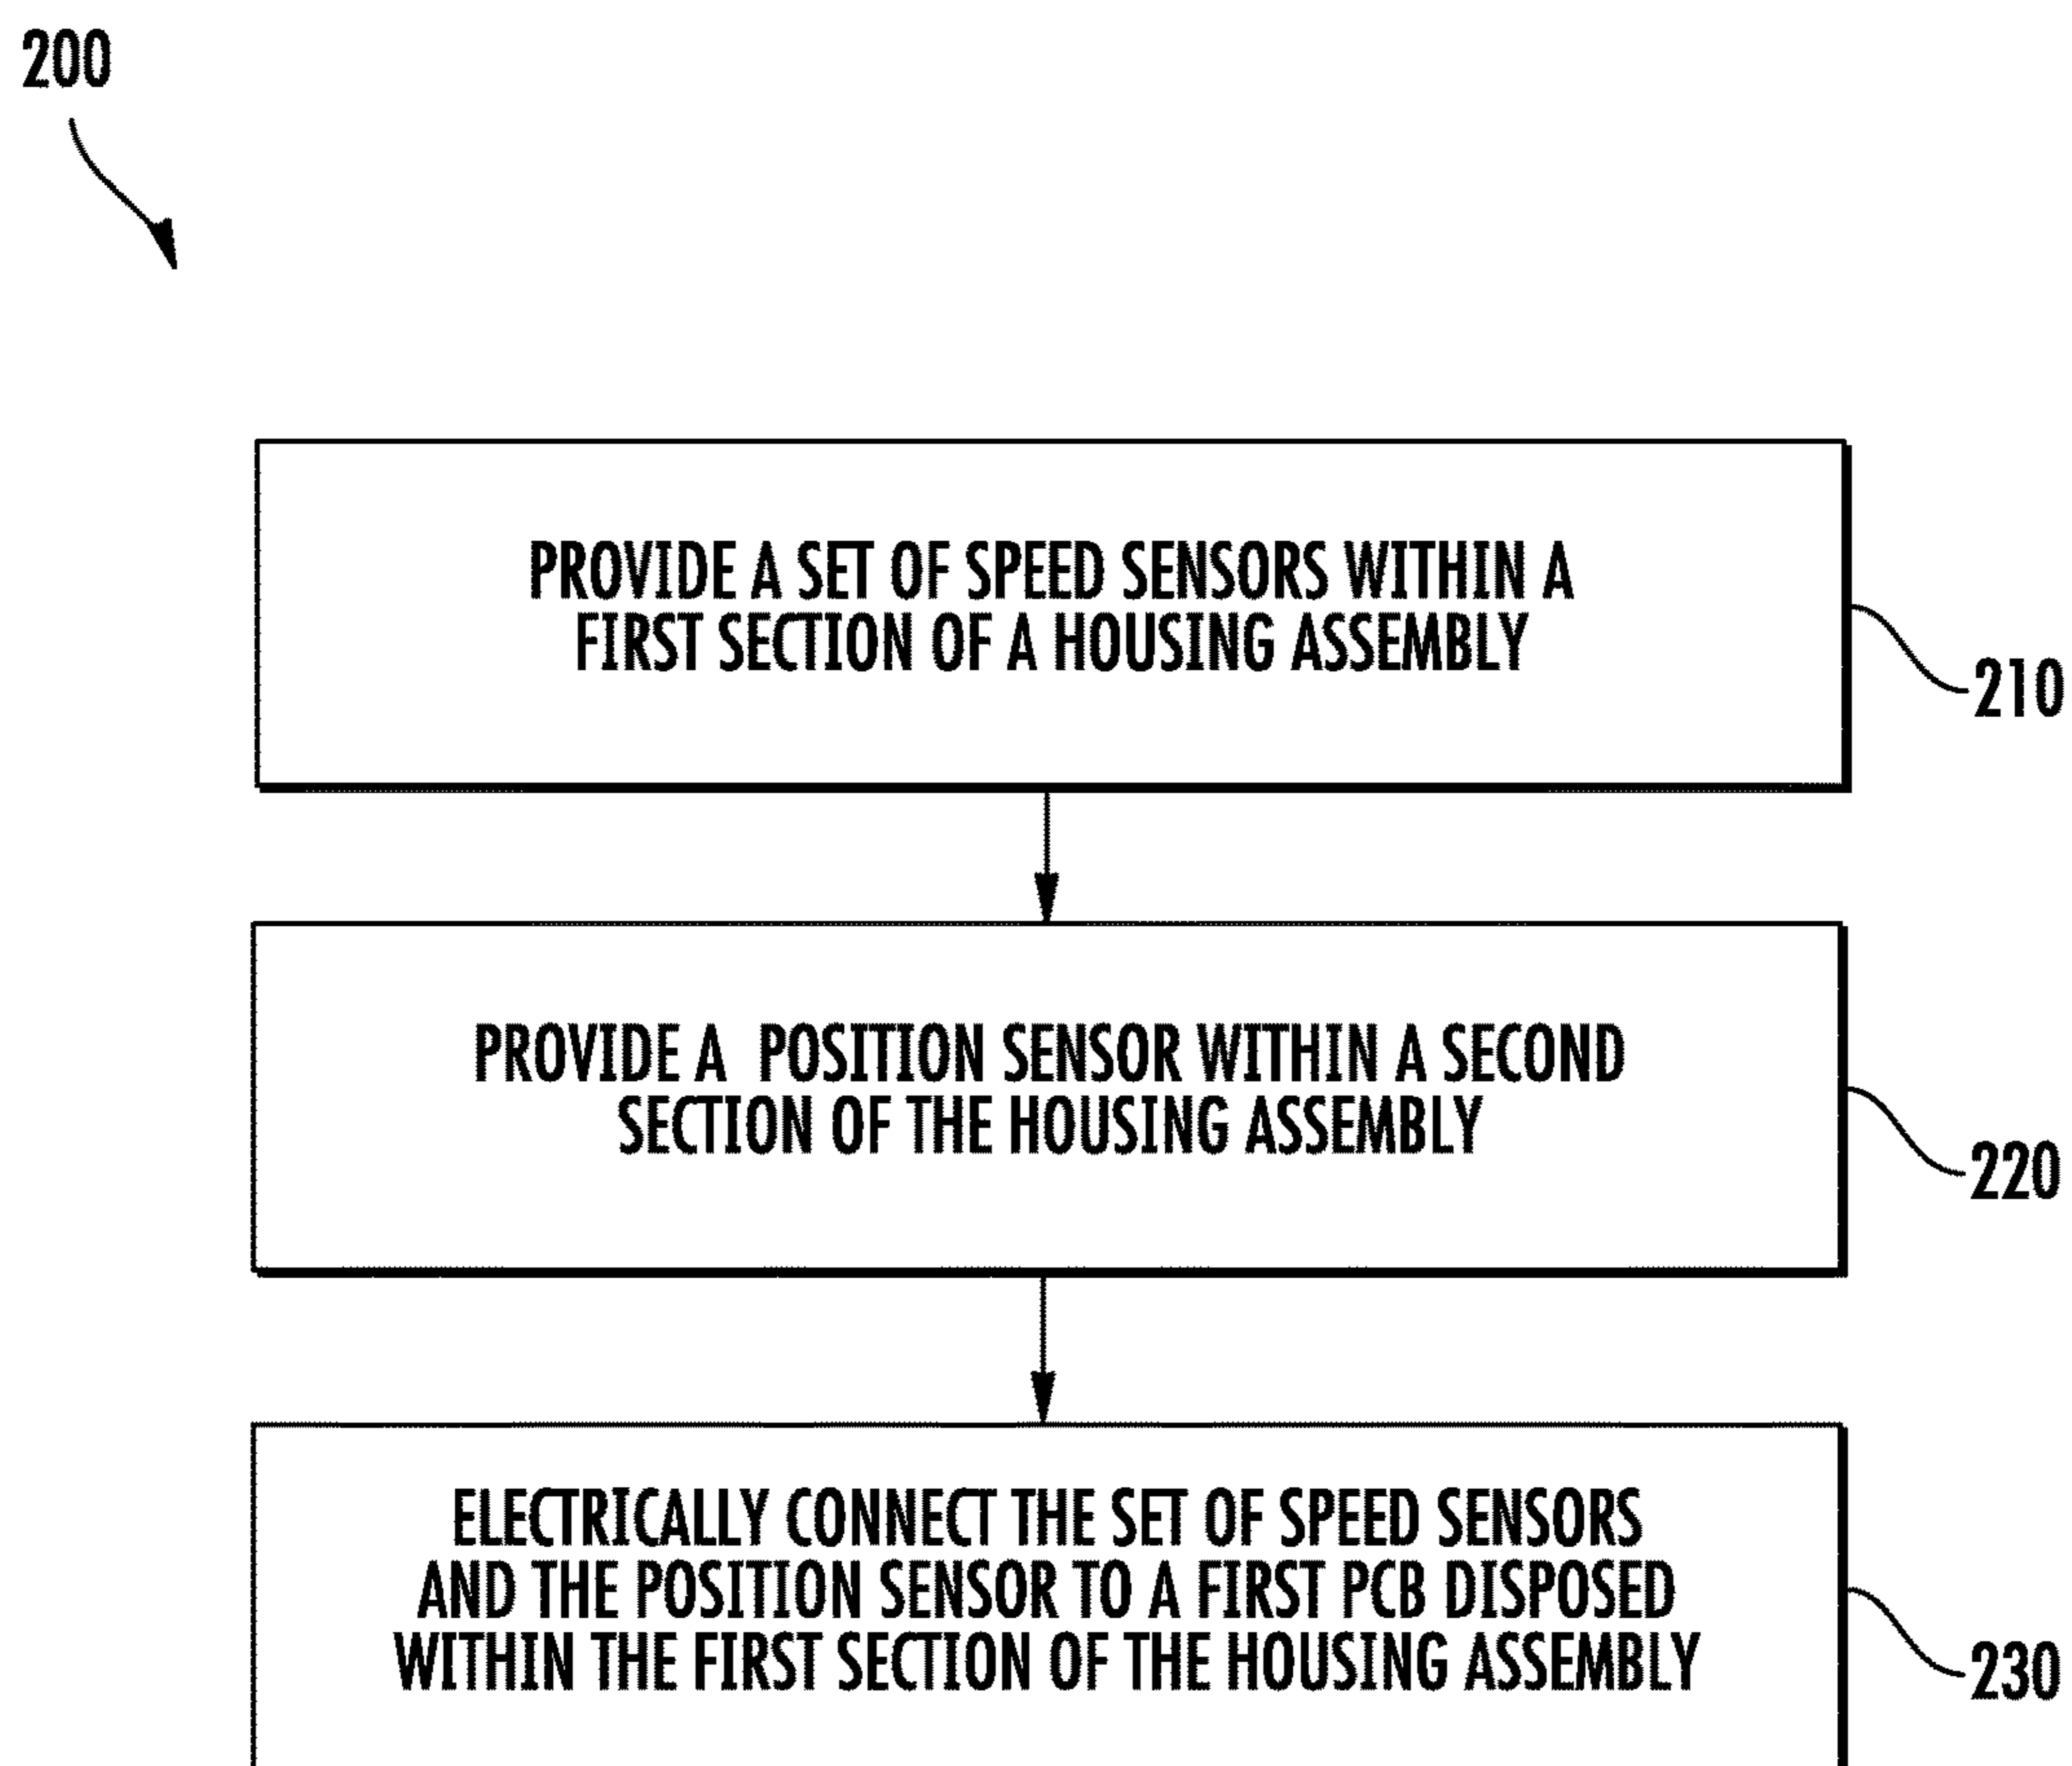 200
PROVIDE A SET OF SPEED SENSORS WITHIN A
FIRST SECTION OF A HOUSING ASSEMBLY
210
PROVIDE A POSITION SENSOR WITHIN A SECOND
SECTION OF THE HOUSING ASSEMBLY
220
ELECTRICALLY CONNECT THE SET OF SPEED SENSORS
AND THE POSITION SENSOR TO A FIRST PCB DISPOSED
WITHIN THE FIRST SECTION OF THE HOUSING ASSEMBLY
230